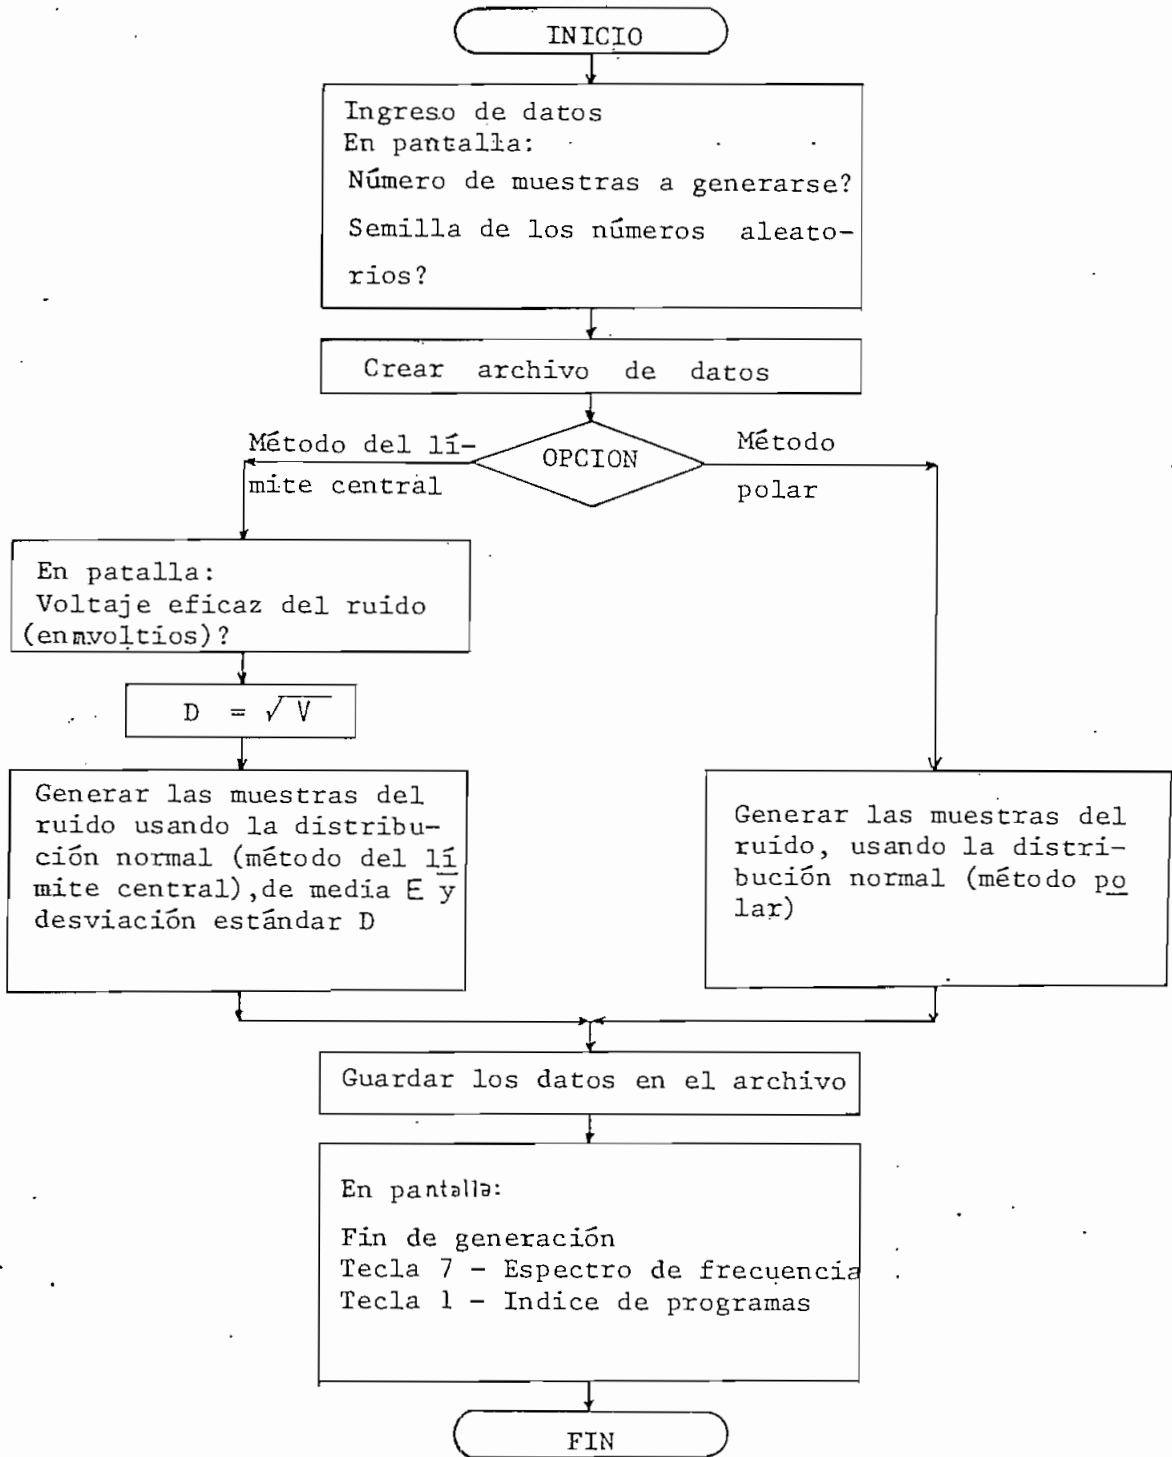 INICIO
Ingreso de datos
En pantalla:
Número de muestras a generarse?
Semilla de los números aleato-
rios?
Crear archivo de datos
Método del lí-
mite central
OPCION
Método
polar
En patalla:
Voltaje eficaz del ruido
(en mvoltios)?
D = √V
Generar las muestras del
ruido usando la distribu-
ción normal (método del lí
mite central),de media E y
desviación estándar D
Generar las muestras del
ruido, usando la distri-
bución normal (método po
lar)
Guardar los datos en el archivo
En pantalla:
Fin de generación
Tecla 7 - Espectro de frecuencia
Tecla 1 - Indice de programas
FIN